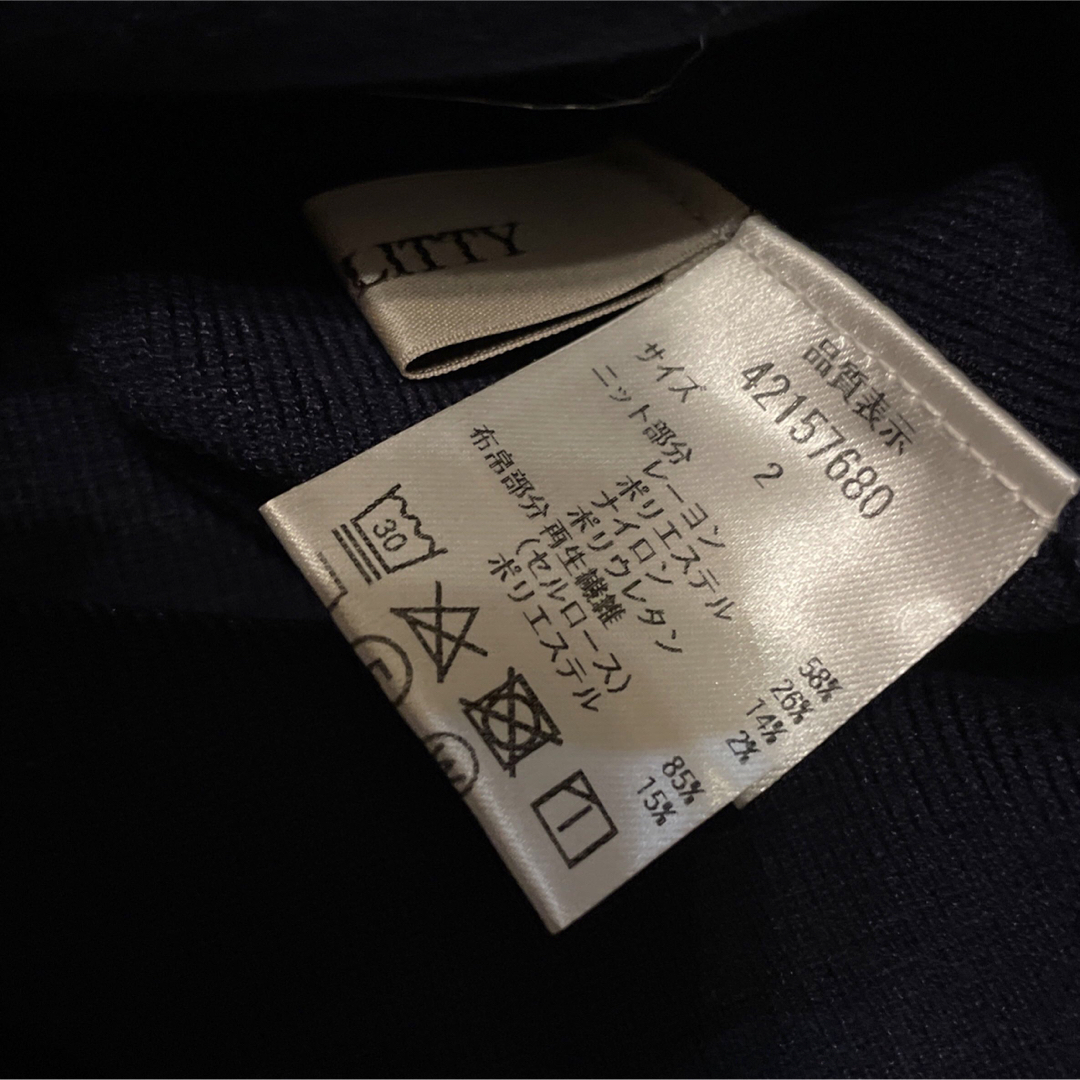 LITTY
品質表示
42157680
サイズ 2
ニット部分
レーヨン 58%
ポリエステル 26%
ナイロン 14%
ポリウレタン 2%
布帛部分 再生繊維
(セルロース) 85%
ポリエステル 15%
30